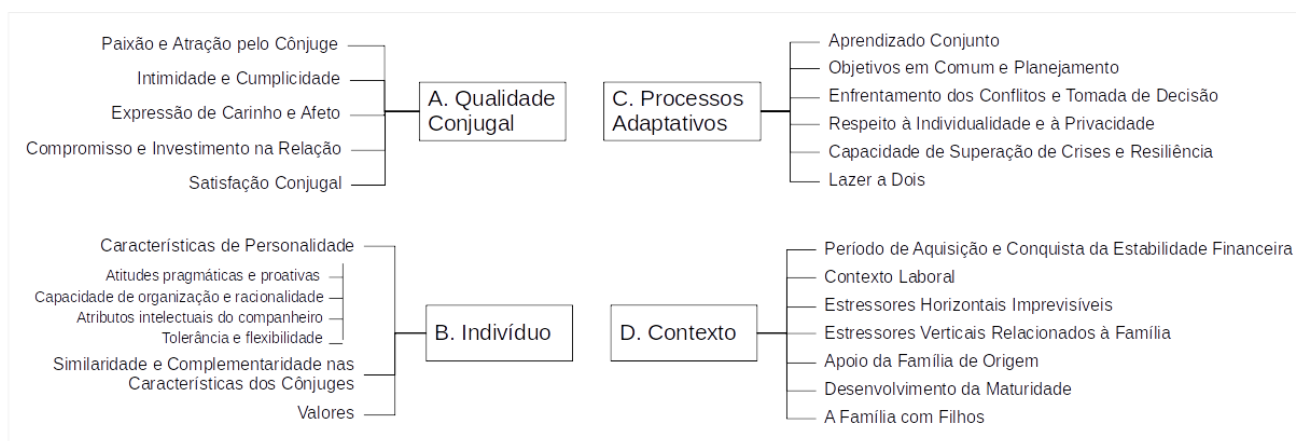 Paixão e Atração pelo Cônjuge
Intimidade e Cumplicidade
Expressão de Carinho e Afeto
Compromisso e Investimento na Relação
Satisfação Conjugal
A. Qualidade
Conjugal
C. Processos
Adaptativos
Aprendizado Conjunto
Objetivos em Comum e Planejamento
Enfrentamento dos Conflitos e Tomada de Decisão
Respeito à Individualidade e à Privacidade
Capacidade de Superação de Crises e Resiliência
Lazer a Dois
Características de Personalidade
Atitudes pragmáticas e proativas
Capacidade de organização e racionalidade
Atributos intelectuais do companheiro
Tolerância e flexibilidade
Similaridade e Complementaridade nas
Características dos Cônjuges
Valores
B. Indivíduo
D. Contexto
Período de Aquisição e Conquista da Estabilidade Financeira
Contexto Laboral
Estressores Horizontais Imprevisíveis
Estressores Verticais Relacionados à Família
Apoio da Família de Origem
Desenvolvimento da Maturidade
A Família com Filhos